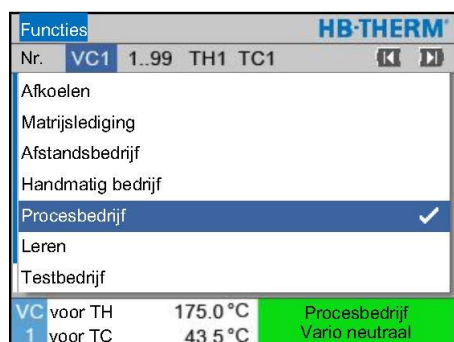 Functies HB-THERM®
Nr. VC1 1..99 TH1 TC1
Afkoelen
Matrijslediging
Afstandsbedrijf
Handmatig bedrijf
Procesbedrijf
Leren
Testbedrijf
VC voor TH 175.0°C Procesbedrijf
1 voor TC 43.5°C Vario neutraal